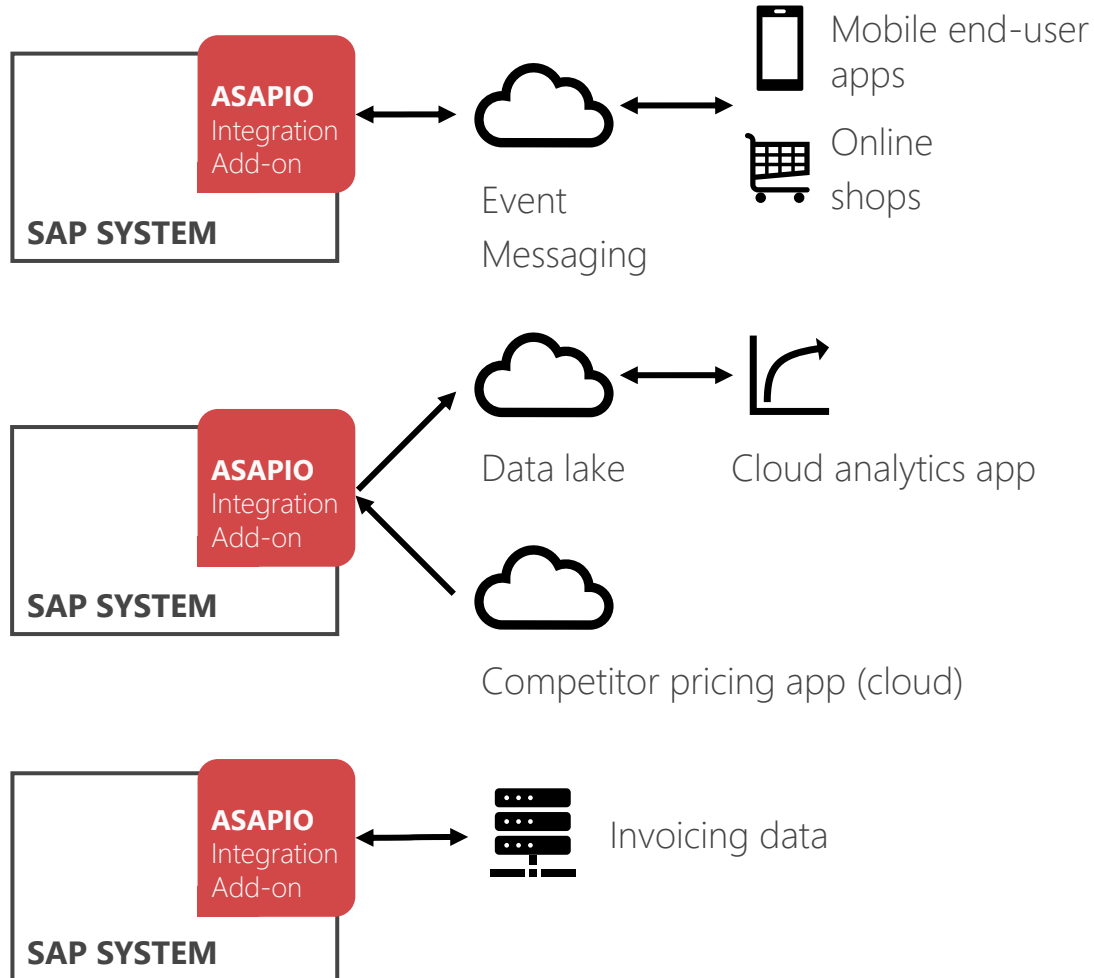 Mobile end-user
apps
ASAPIO
Integration
Add-on
Online
shops
Event
Messaging
SAP SYSTEM
ASAPIO
Integration
Add-on
Data lake
Cloud analytics app
SAP SYSTEM
Competitor pricing app (cloud)
ASAPIO
Integration
Add-on
Invoicing data
SAP SYSTEM